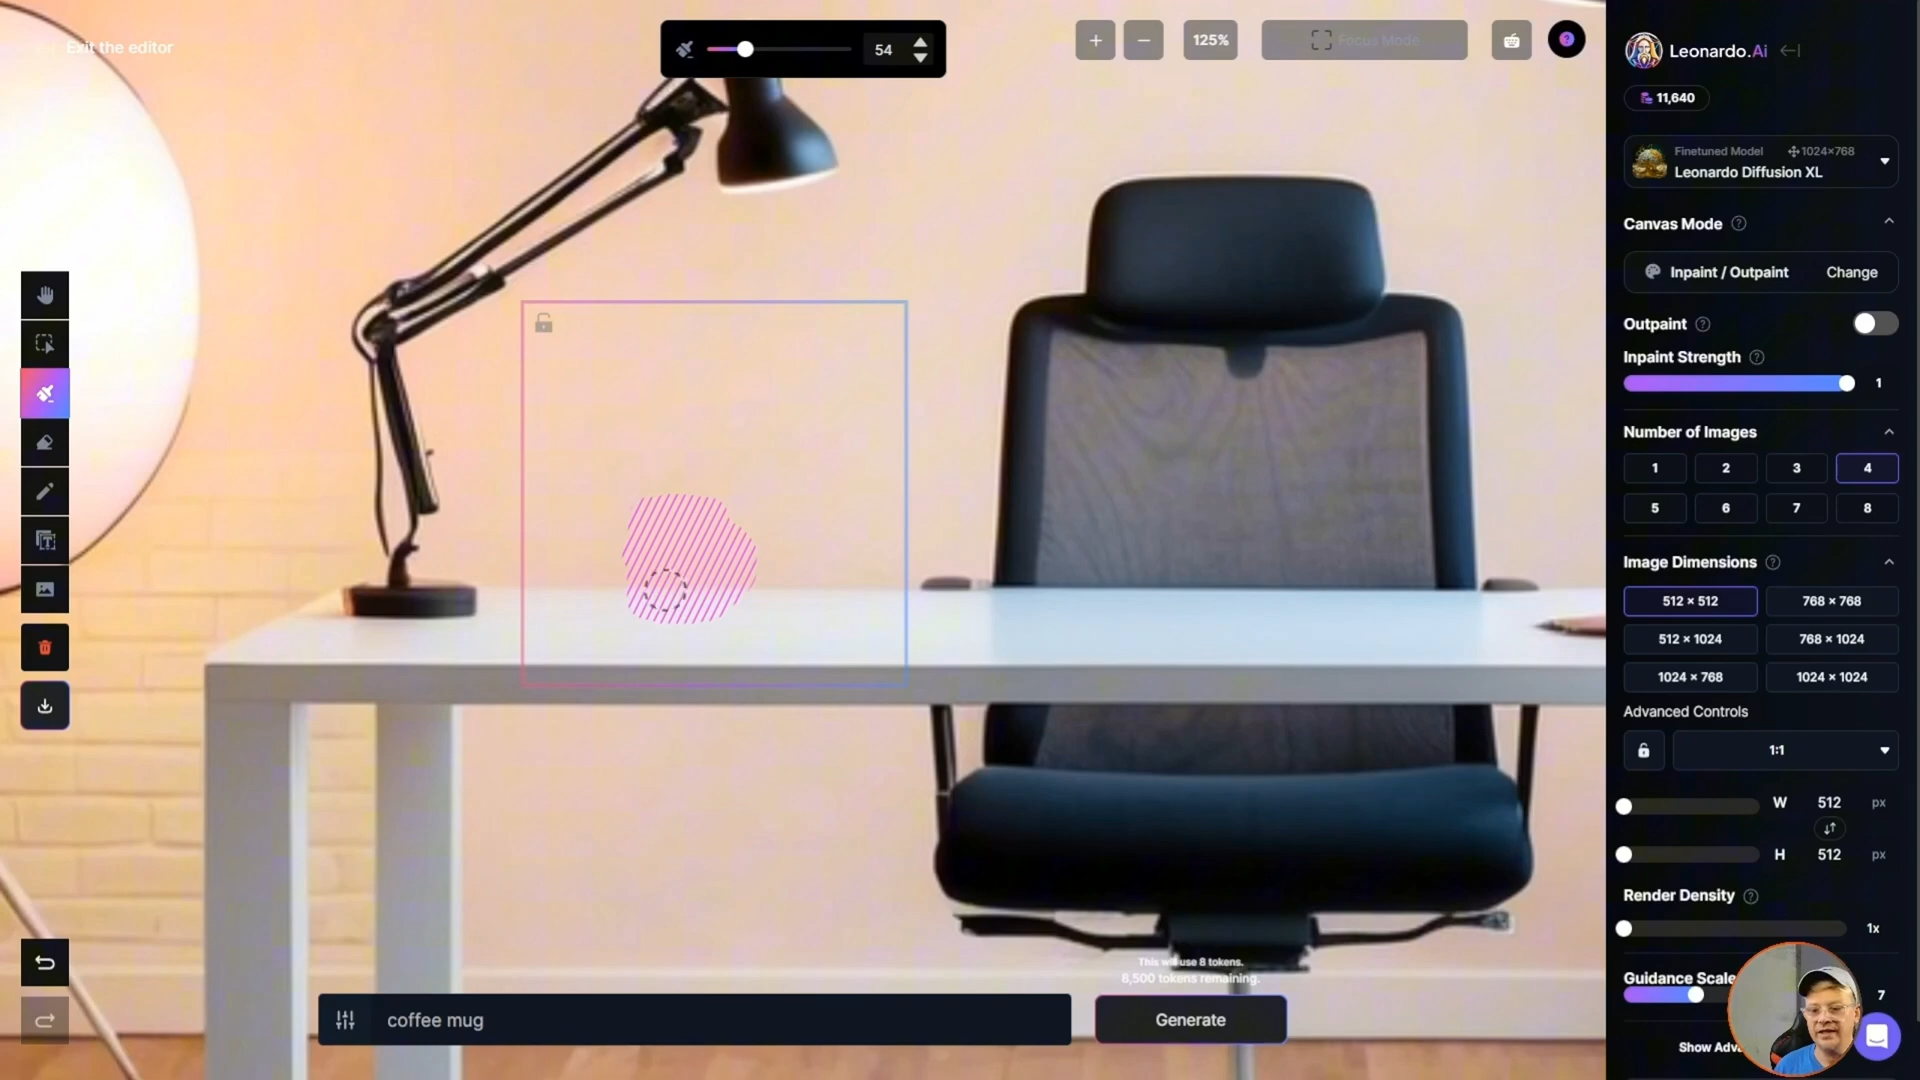 Exit the editor
54
125%
Focus Mode
Leonardo.Ai
11,640
Finetuned Model 1024×768
Leonardo Diffusion XL
Canvas Mode
Inpaint / Outpaint Change
Outpaint
Inpaint Strength
1
Number of Images
1 2 3 4
5 6 7 8
Image Dimensions
512 × 512 768 × 768
512 × 1024 768 × 1024
1024 × 768 1024 × 1024
Advanced Controls
1:1
W 512 px
H 512 px
Render Density
1x
Guidance Scale
7
Show
This will use 8 tokens.
8,500 tokens remaining.
coffee mug
Generate